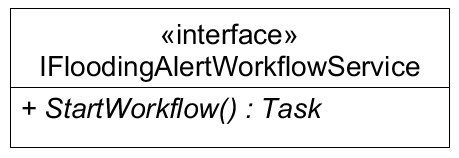 «interface»
IFloodingAlertWorkflowService
+ StartWorkflow() : Task